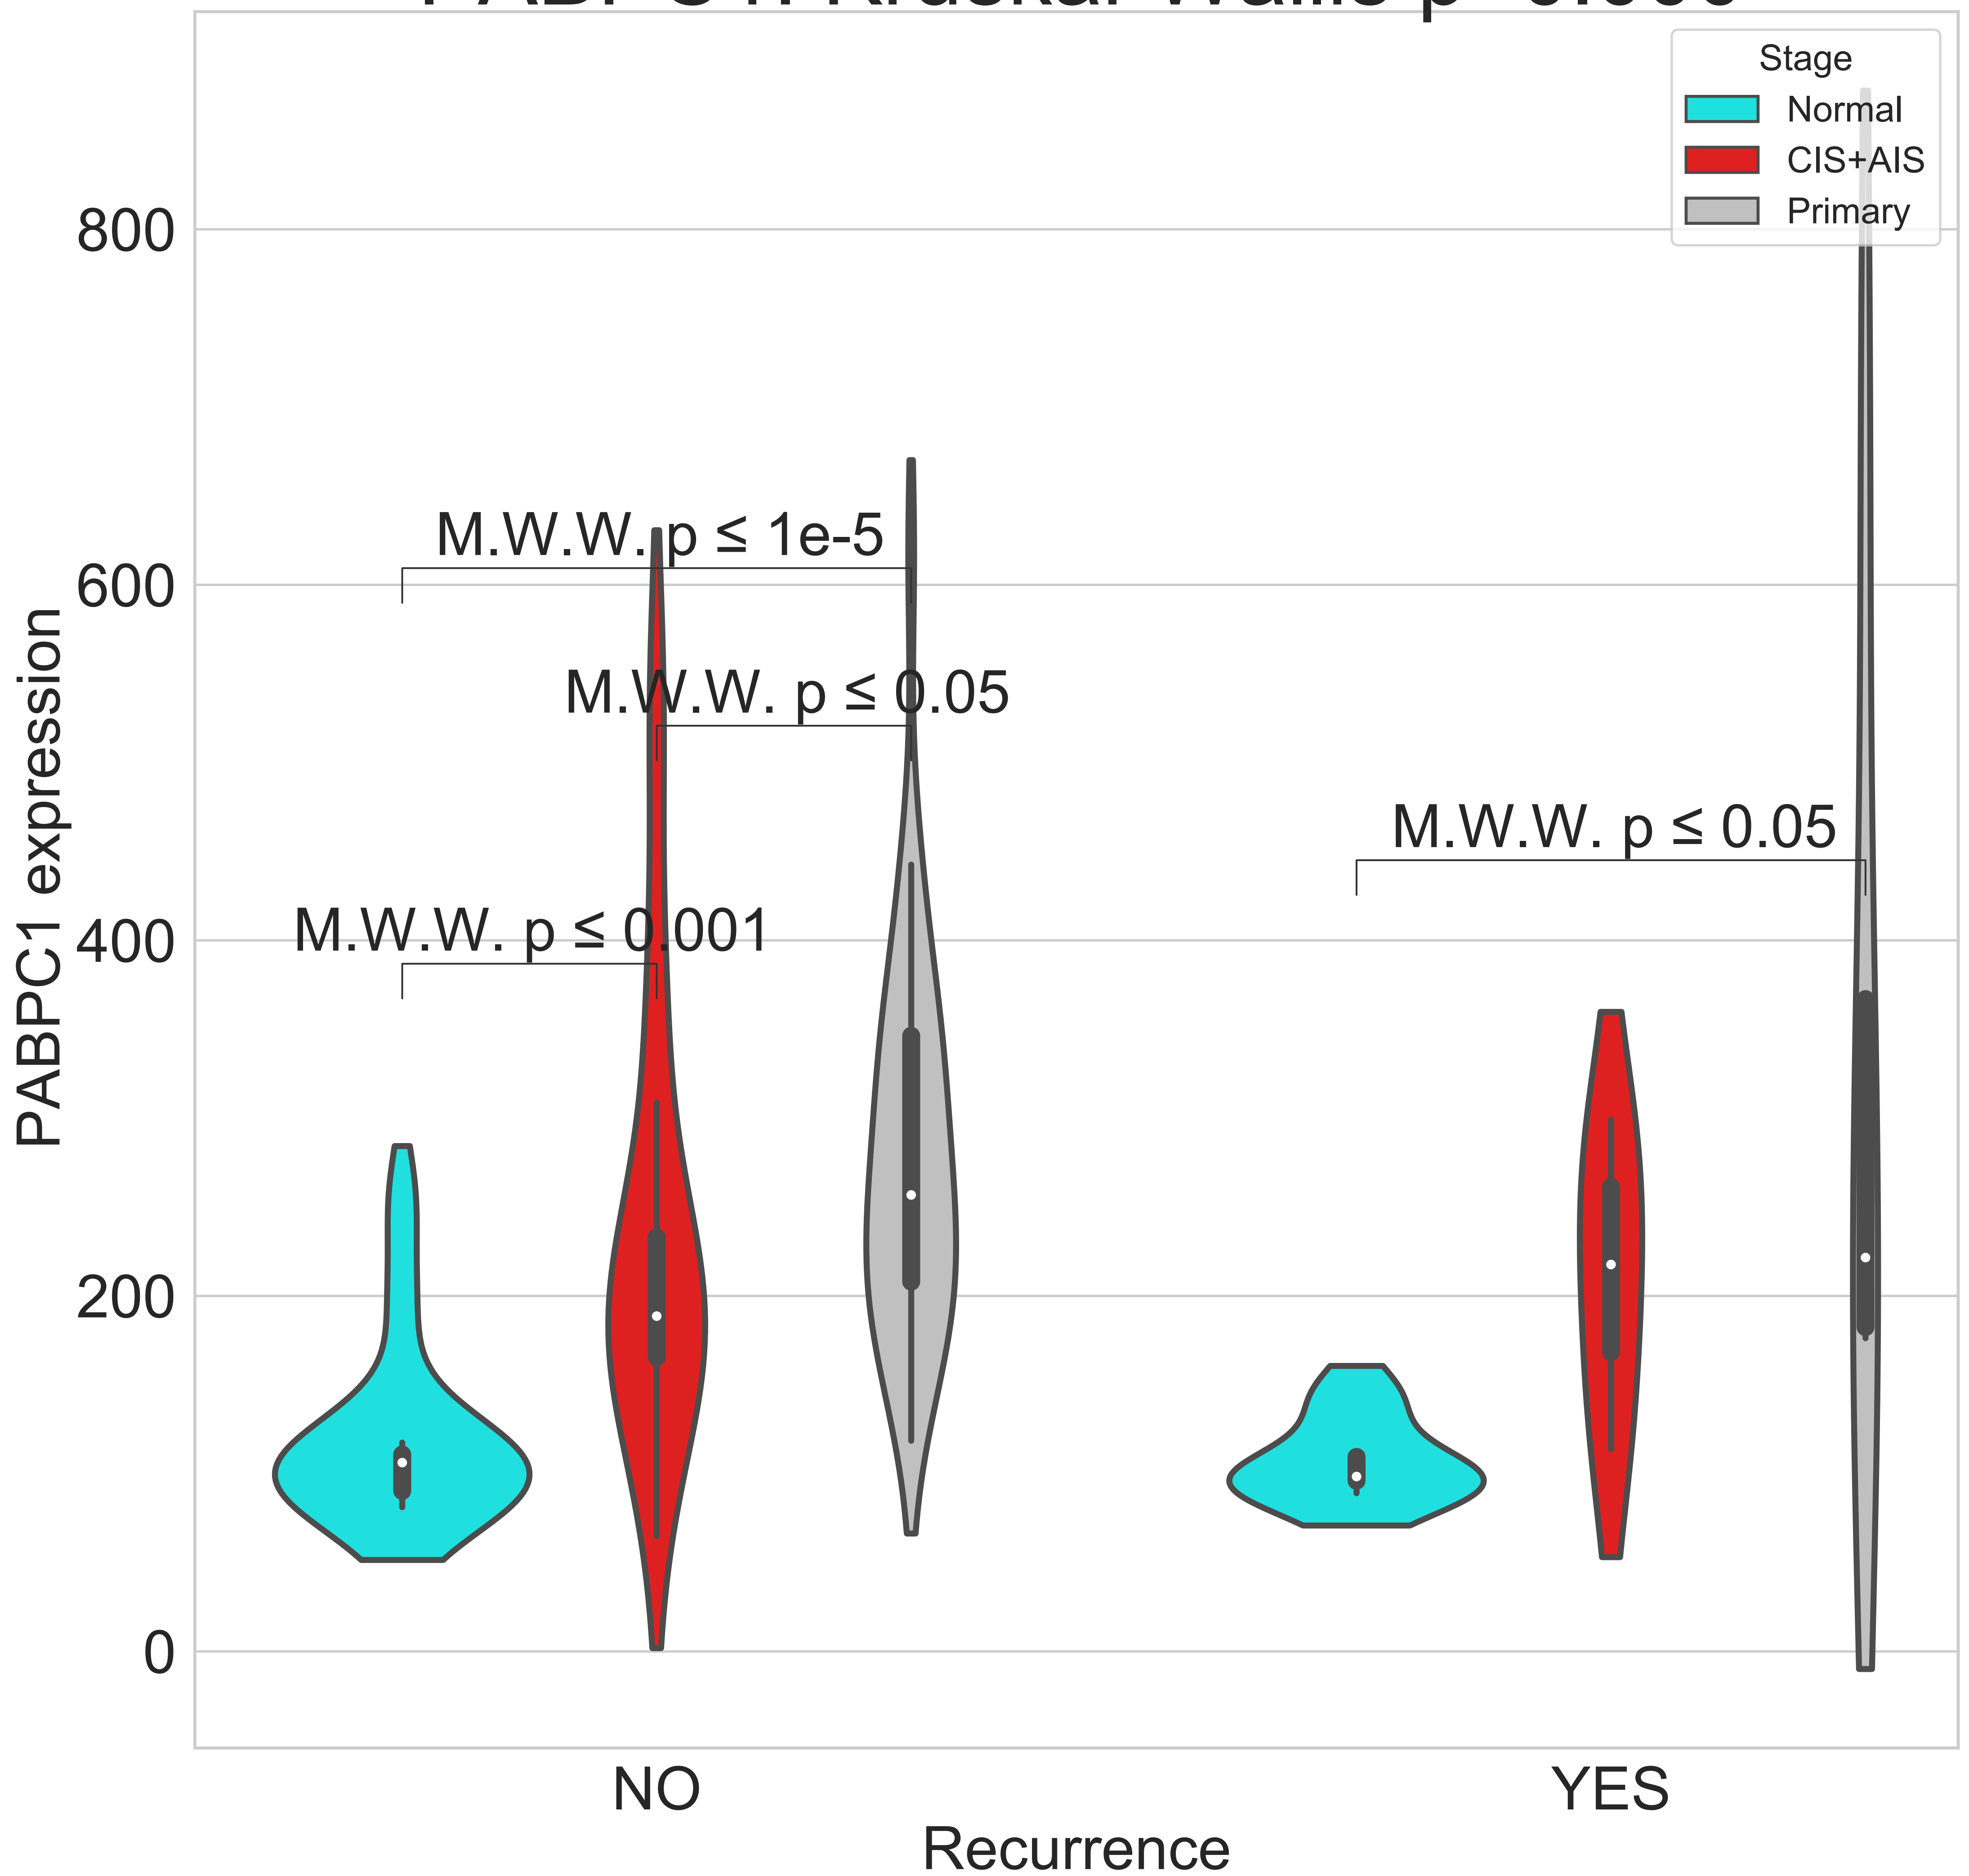 Stage
Normal
CIS+AIS
Primary
800
600
400
200
0
PABPC1 expression
M.W.W. p ≤ 1e-5
M.W.W. p ≤ 0.05
M.W.W. p ≤ 0.05
M.W.W. p ≤ 0.001
NO
YES
Recurrence